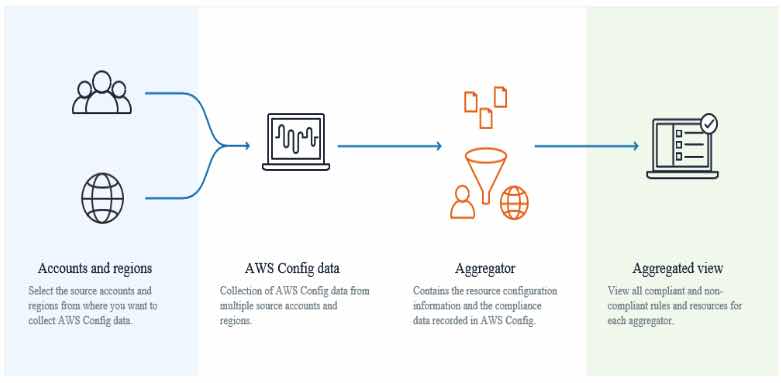 Accounts and regions
Select the source accounts and
regions from where you want to
collect AWS Config data.
AWS Config data
Collection of AWS Config data from
multiple source accounts and
regions.
Aggregator
Contains the resource configuration
information and the compliance
data recorded in AWS Config.
Aggregated view
View all compliant and non-
compliant rules and resources for
each aggregator.